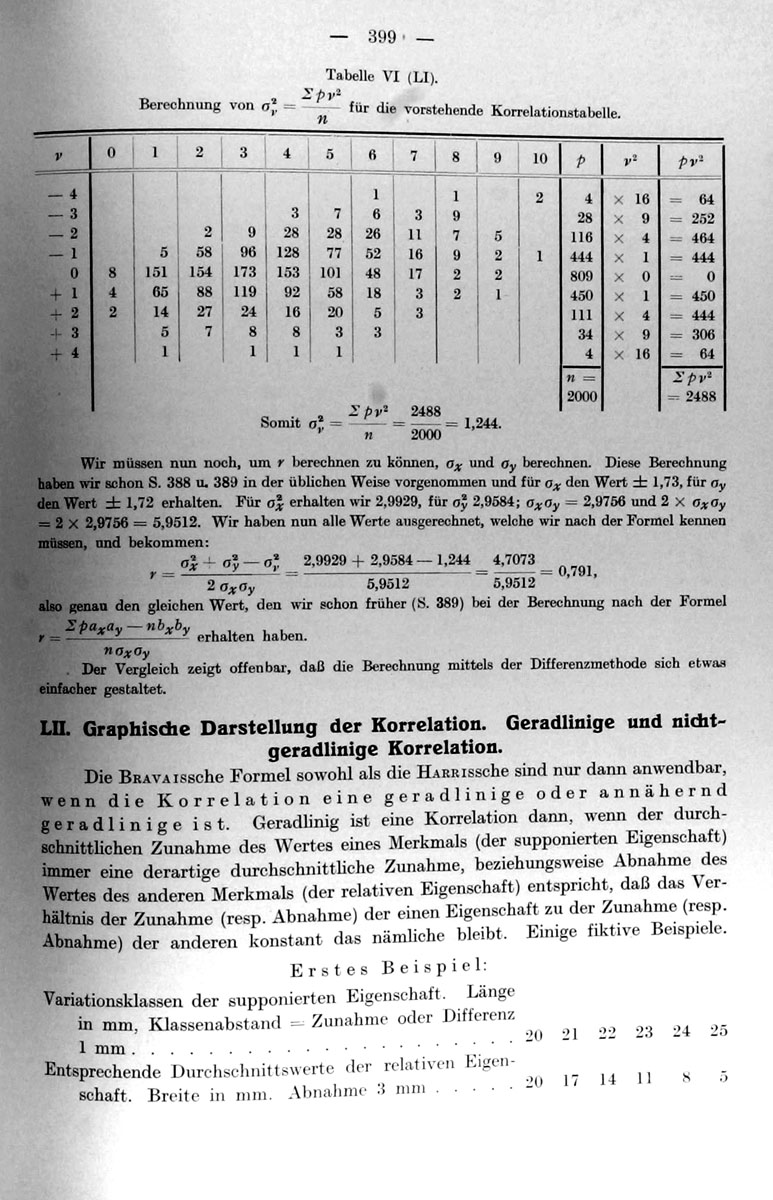 — 399 —
Tabelle VI (LI).
Berechnung von σ²ᵥ = Σpν² / n für die vorstehende Korrelationstabelle.
ν 0 1 2 3 4 5 6 7 8 9 10 p ν² pν²
— 4 1 1 2 4 × 16 = 64
— 3 3 7 6 3 9 28 × 9 = 252
— 2 2 9 28 28 26 11 7 5 116 × 4 = 464
— 1 5 58 96 128 77 52 16 9 2 1 444 × 1 = 444
0 8 151 154 173 153 101 48 17 2 2 809 × 0 = 0
+ 1 4 65 88 119 92 58 18 3 2 1 450 × 1 = 450
+ 2 2 14 27 24 16 20 5 3 111 × 4 = 444
+ 3 5 7 8 8 3 3 34 × 9 = 306
+ 4 1 1 1 1 4 × 16 = 64
n = Σpν²
2000 = 2488
Somit σ²ᵥ = Σpν² / n = 2488 / 2000 = 1,244.
Wir müssen nun noch, um r berechnen zu können, σₓ und σy berechnen. Diese Berechnung
haben wir schon S. 388 u. 389 in der üblichen Weise vorgenommen und für σₓ den Wert ± 1,73, für σy
den Wert ± 1,72 erhalten. Für σ²ₓ erhalten wir 2,9929, für σ²y 2,9584; σₓσy = 2,9756 und 2 × σₓσy
= 2 × 2,9756 = 5,9512. Wir haben nun alle Werte ausgerechnet, welche wir nach der Formel kennen
müssen, und bekommen:
r = σ²ₓ + σ²y — σ²ᵥ / 2 σₓσy = 2,9929 + 2,9584 — 1,244 / 5,9512 = 4,7073 / 5,9512 = 0,791,
also genau den gleichen Wert, den wir schon früher (S. 389) bei der Berechnung nach der Formel
r = Σpaₓay — nbₓby / nσₓσy erhalten haben.
Der Vergleich zeigt offenbar, daß die Berechnung mittels der Differenzmethode sich etwas
einfacher gestaltet.
LII. Graphische Darstellung der Korrelation. Geradlinige und nicht-
geradlinige Korrelation.
Die BRAVAISsche Formel sowohl als die HARRISsche sind nur dann anwendbar,
wenn die Korrelation eine geradlinige oder annähernd
geradlinige ist. Geradlinig ist eine Korrelation dann, wenn der durch-
schnittlichen Zunahme des Wertes eines Merkmals (der supponierten Eigenschaft)
immer eine derartige durchschnittliche Zunahme, beziehungsweise Abnahme des
Wertes des anderen Merkmals (der relativen Eigenschaft) entspricht, daß das Ver-
hältnis der Zunahme (resp. Abnahme) der einen Eigenschaft zu der Zunahme (resp.
Abnahme) der anderen konstant das nämliche bleibt. Einige fiktive Beispiele.
Erstes Beispiel:
Variationsklassen der supponierten Eigenschaft. Länge
in mm, Klassenabstand = Zunahme oder Differenz
1 mm . . . . . . . . . . . . . . . . . . . 20 21 22 23 24 25
Entsprechende Durchschnittswerte der relativen Eigen-
schaft. Breite in mm. Abnahme 3 mm . . . . . 20 17 14 11 8 5